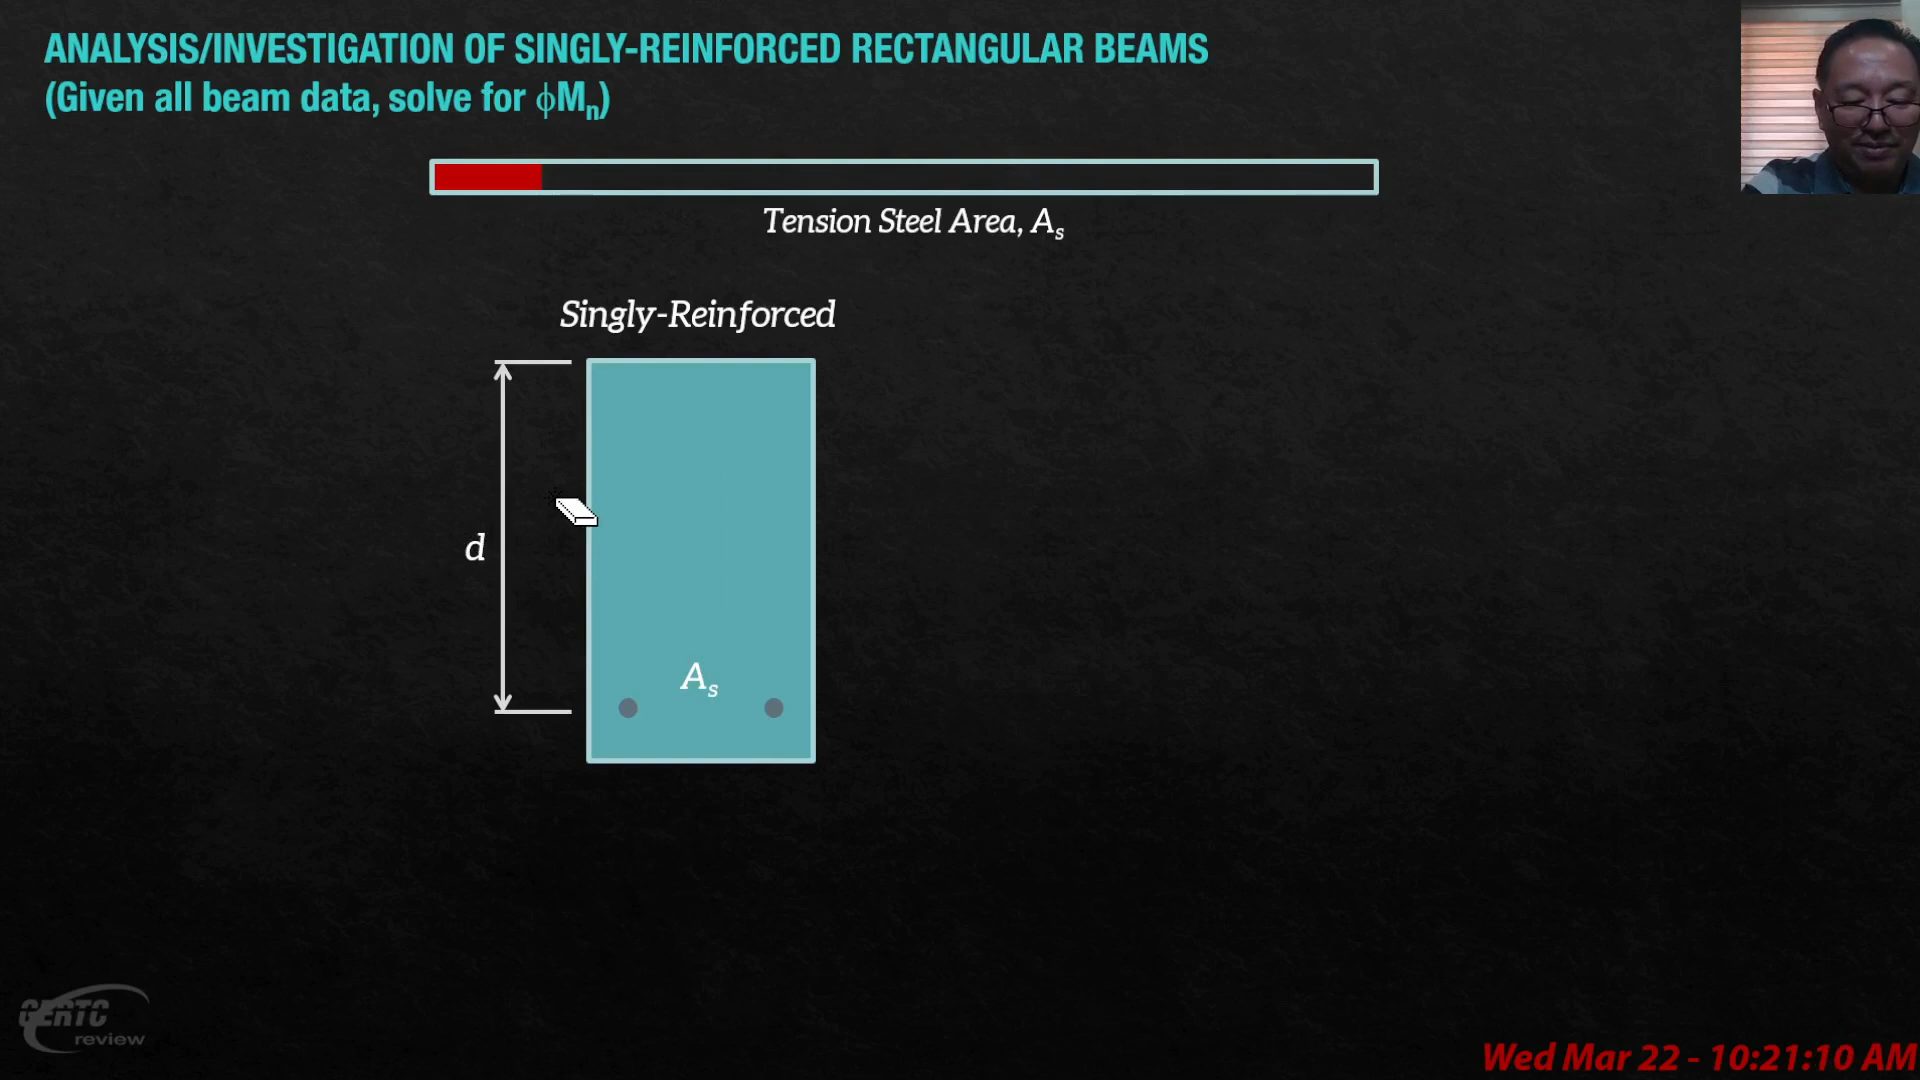 ANALYSIS/INVESTIGATION OF SINGLY-REINFORCED RECTANGULAR BEAMS
(Given all beam data, solve for ϕMₙ)
Tension Steel Area, Aₛ
Singly-Reinforced
d
Aₛ
GERTC
review
Wed Mar 22 - 10:21:10 AM